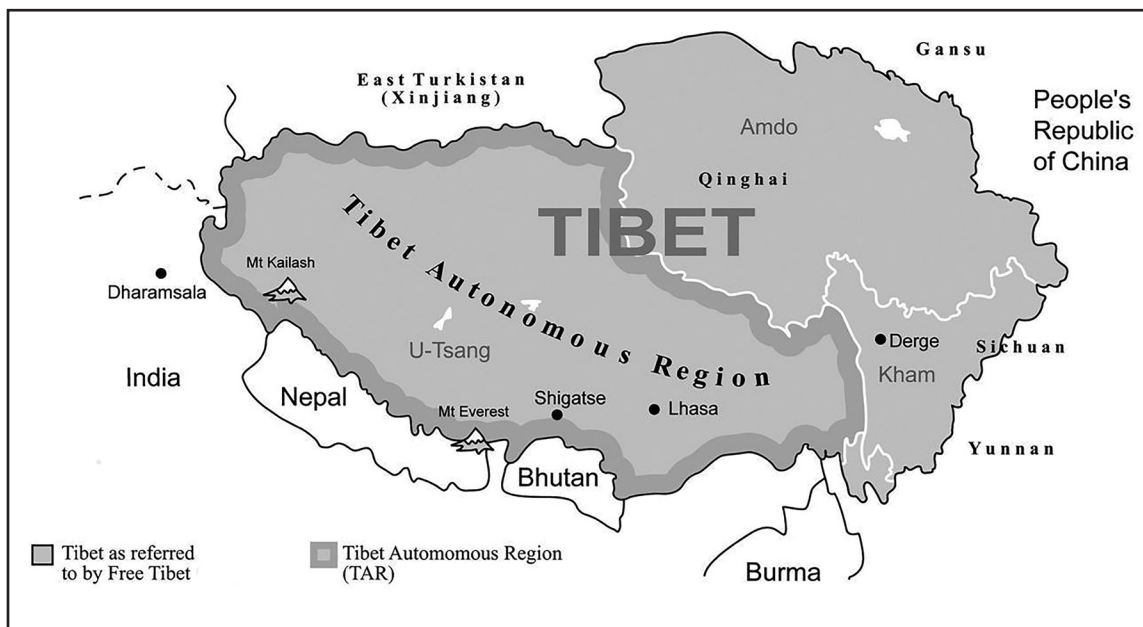 Gansu
East Turkistan
(Xinjiang)
People's
Republic
of China
Amdo
Qinghai
TIBET
Tibet Autonomous Region
Mt Kailash
Dharamsala
Derge
U-Tsang
Sichuan
Kham
India
Nepal
Shigatse
Mt Everest
Lhasa
Yunnan
Bhutan
Tibet as referred
to by Free Tibet
Tibet Automomous Region
(TAR)
Burma